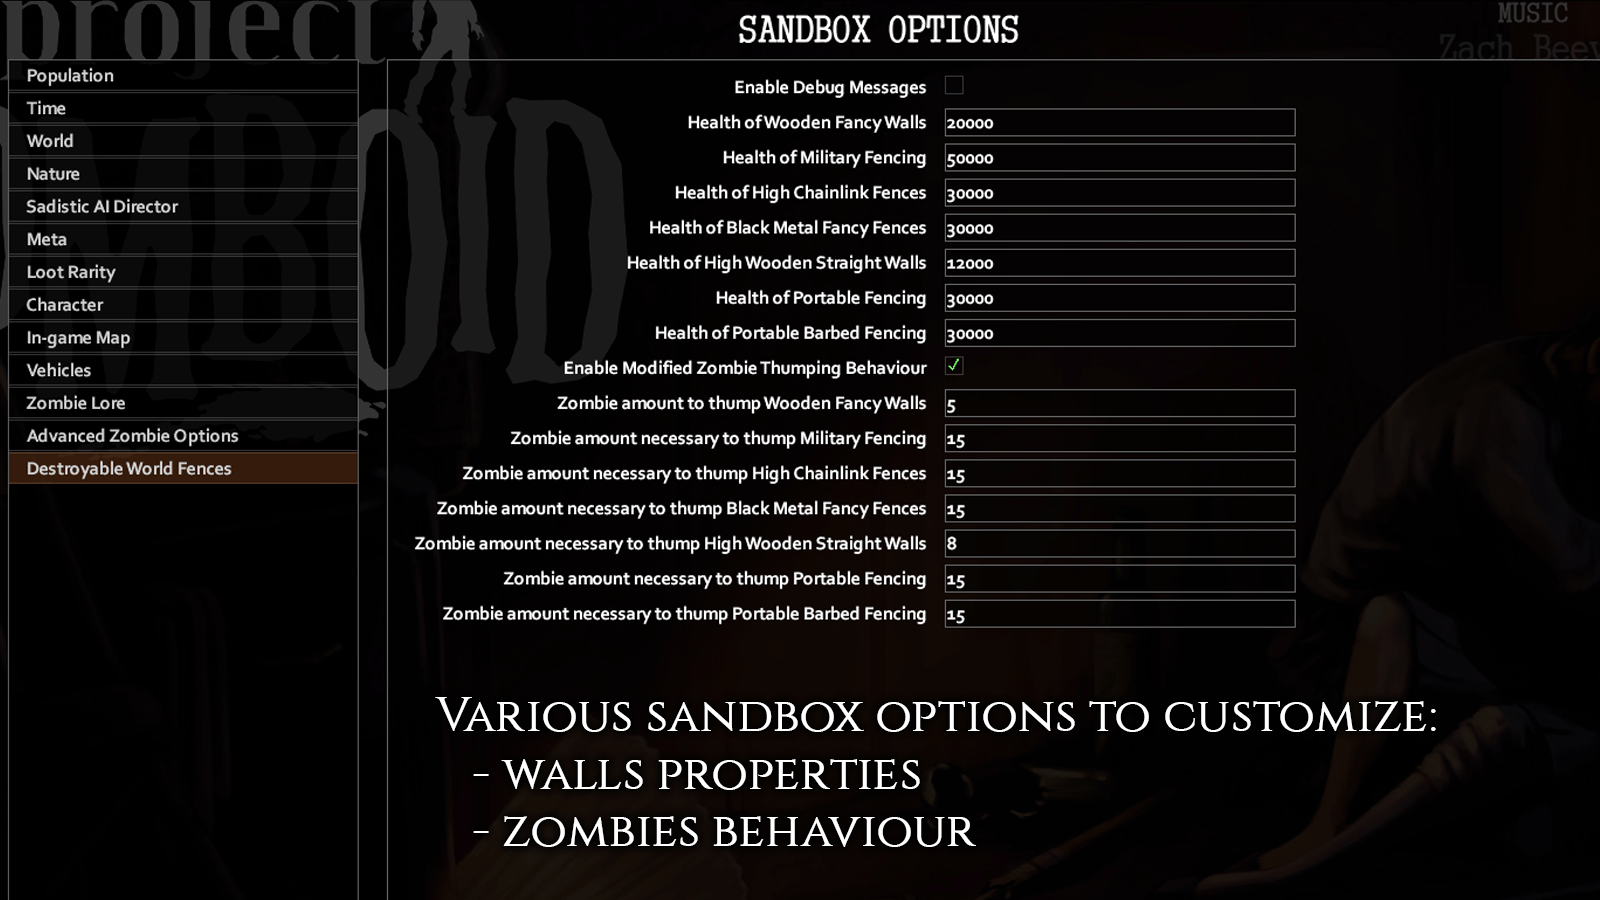 project
SANDBOX OPTIONS
MUSIC
Zach Beev
MBOID
Population
Time
World
Nature
Sadistic AI Director
Meta
Loot Rarity
Character
In-game Map
Vehicles
Zombie Lore
Advanced Zombie Options
Destroyable World Fences
Enable Debug Messages
Health of Wooden Fancy Walls 20000
Health of Military Fencing 50000
Health of High Chainlink Fences 30000
Health of Black Metal Fancy Fences 30000
Health of High Wooden Straight Walls 12000
Health of Portable Fencing 30000
Health of Portable Barbed Fencing 30000
Enable Modified Zombie Thumping Behaviour ✓
Zombie amount to thump Wooden Fancy Walls 5
Zombie amount necessary to thump Military Fencing 15
Zombie amount necessary to thump High Chainlink Fences 15
Zombie amount necessary to thump Black Metal Fancy Fences 15
Zombie amount necessary to thump High Wooden Straight Walls 8
Zombie amount necessary to thump Portable Fencing 15
Zombie amount necessary to thump Portable Barbed Fencing 15
VARIOUS SANDBOX OPTIONS TO CUSTOMIZE:
- WALLS PROPERTIES
- ZOMBIES BEHAVIOUR